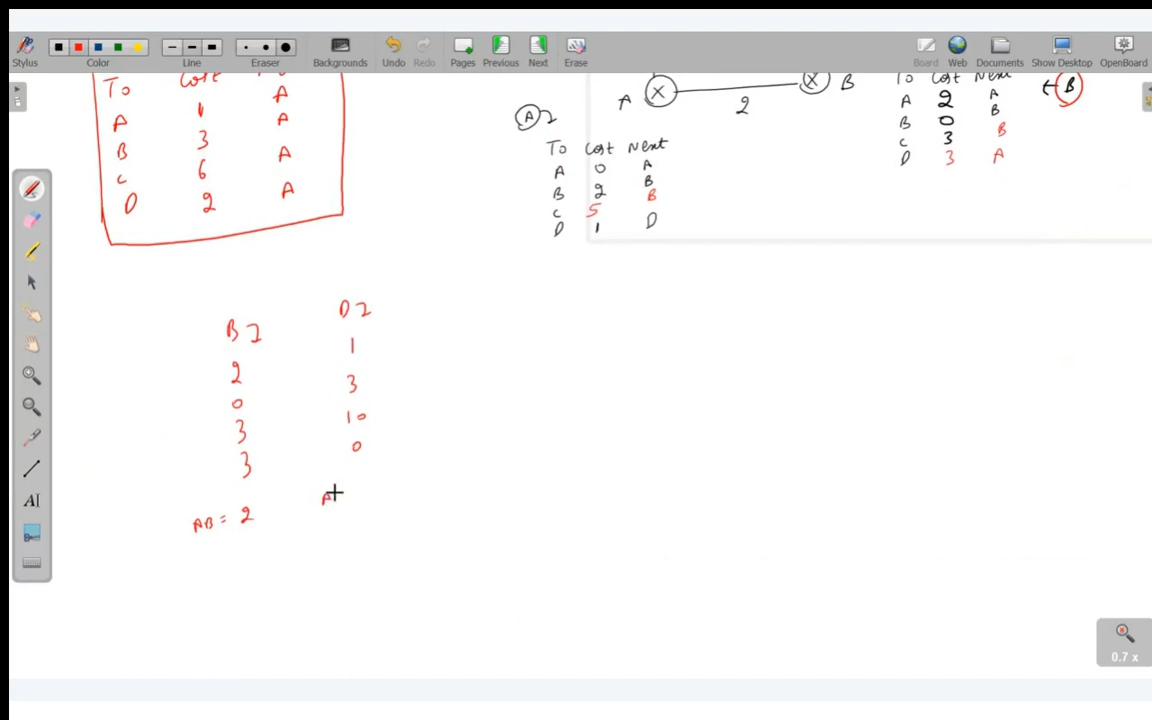 Stylus Color Line Eraser Backgrounds Undo Redo Pages Previous Next Erase Board Web Documents Show Desktop OpenBoard
To Cost
A 1 A
B 3 A
C 6 A
D 2 A
A X 2 X B
A
To Cost Next
A 0 A
B 2 B
C 5 B
D 1 D
To Cost Next
A 2 A
B 0 B
C 3 B
D 3 A
← B
B
2
0
3
3
AB = 2
D
1
3
10
0
A
0.7 x